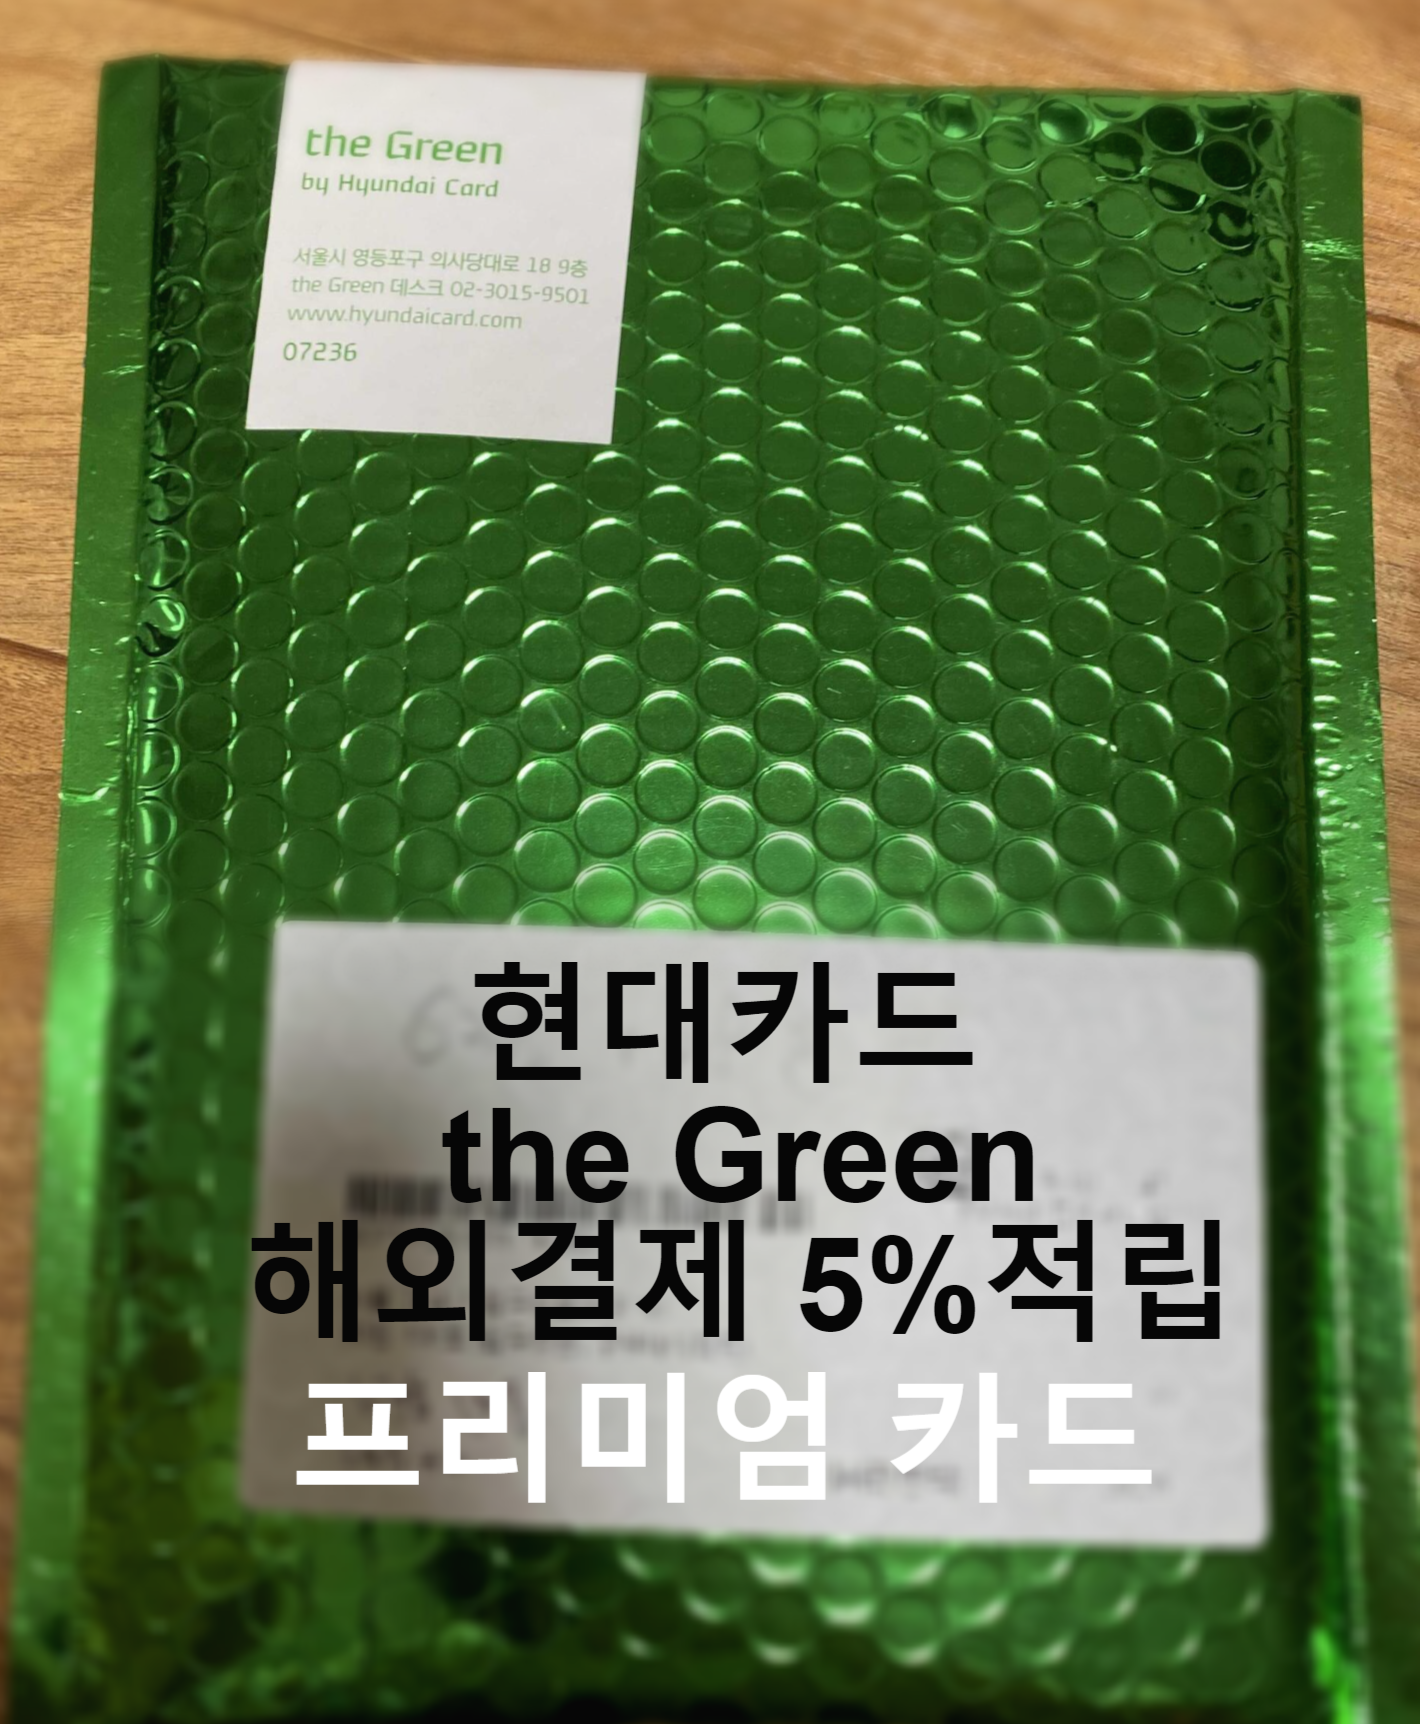 the Green
by Hyundai Card
서울시 영등포구 의사당대로 18 9층
the Green 데스크 02-3015-9501
www.hyundaicard.com
07236
현대카드
the Green
해외결제 5%적립
프리미엄 카드